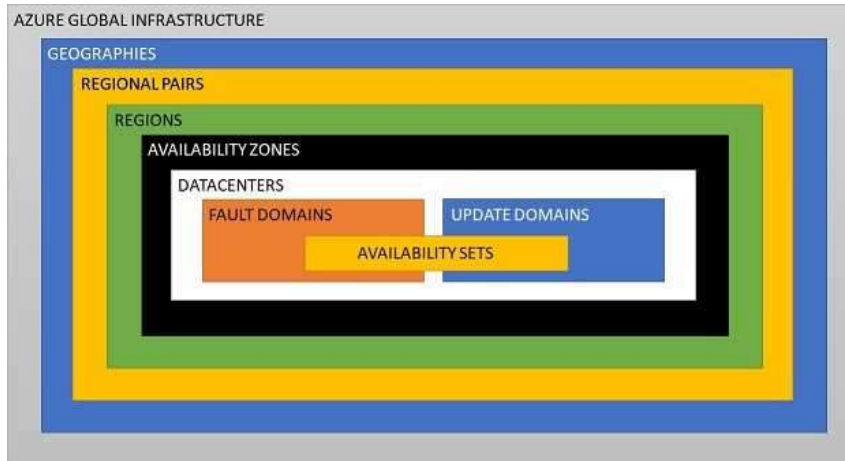 AZURE GLOBAL INFRASTRUCTURE
GEOGRAPHIES
REGIONAL PAIRS
REGIONS
AVAILABILITY ZONES
DATACENTERS
FAULT DOMAINS
UPDATE DOMAINS
AVAILABILITY SETS